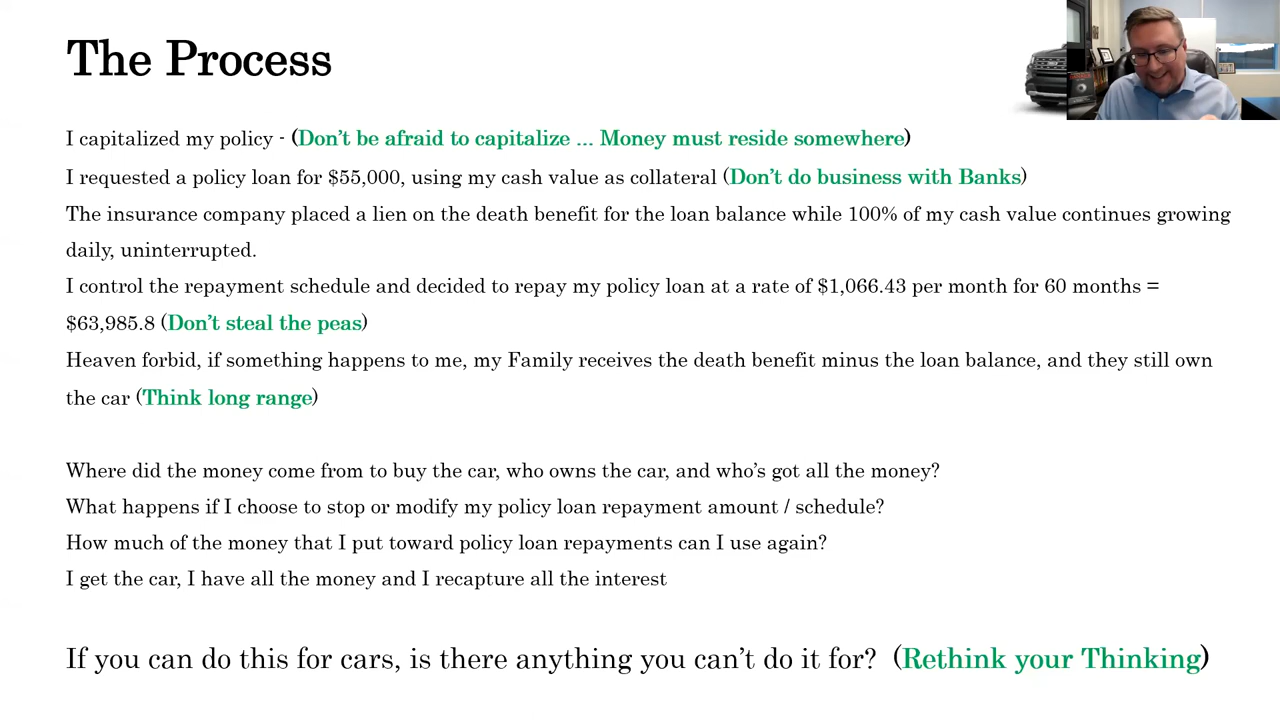 The Process
I capitalized my policy - (Don't be afraid to capitalize ... Money must reside somewhere)
I requested a policy loan for $55,000, using my cash value as collateral (Don't do business with Banks)
The insurance company placed a lien on the death benefit for the loan balance while 100% of my cash value continues growing
daily, uninterrupted.
I control the repayment schedule and decided to repay my policy loan at a rate of $1,066.43 per month for 60 months =
$63,985.8 (Don't steal the peas)
Heaven forbid, if something happens to me, my Family receives the death benefit minus the loan balance, and they still own
the car (Think long range)
Where did the money come from to buy the car, who owns the car, and who's got all the money?
What happens if I choose to stop or modify my policy loan repayment amount / schedule?
How much of the money that I put toward policy loan repayments can I use again?
I get the car, I have all the money and I recapture all the interest
If you can do this for cars, is there anything you can't do it for? (Rethink your Thinking)